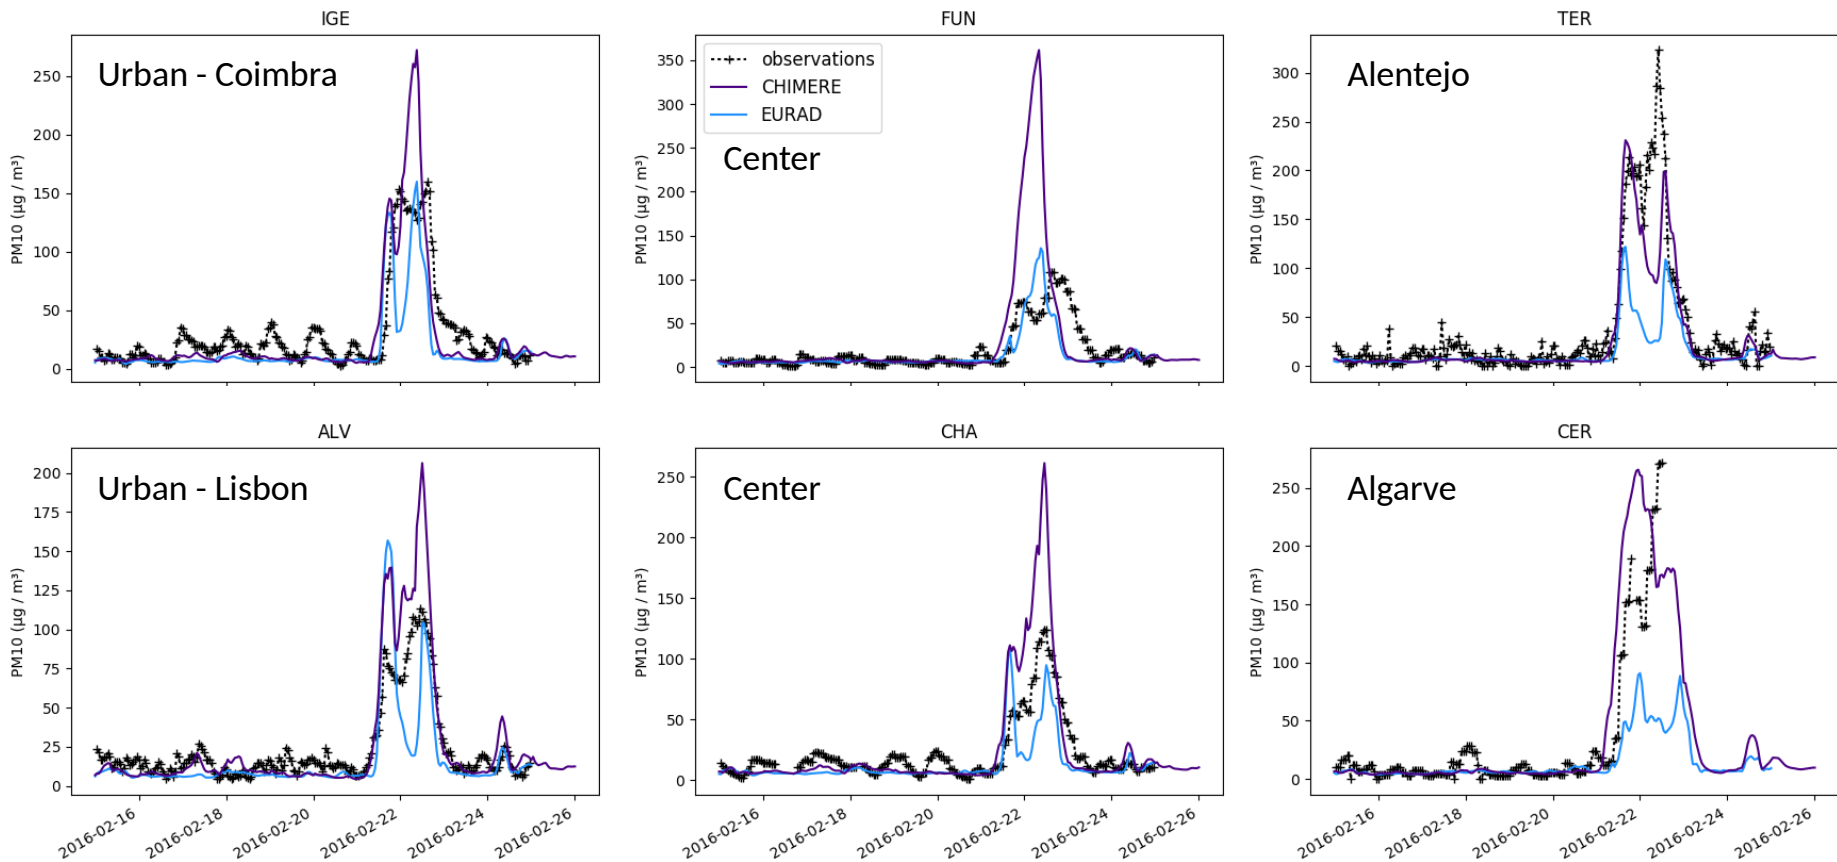 IGE
Urban - Coimbra
PM10 (µg / m³)
250
200
150
100
50
0
FUN
observations
CHIMERE
EURAD
Center
PM10 (µg / m³)
350
300
250
200
150
100
50
0
TER
Alentejo
PM10 (µg / m³)
300
250
200
150
100
50
0
ALV
Urban - Lisbon
PM10 (µg / m³)
200
175
150
125
100
75
50
25
0
2016-02-16
2016-02-18
2016-02-20
2016-02-22
2016-02-24
2016-02-26
CHA
Center
PM10 (µg / m³)
250
200
150
100
50
0
2016-02-16
2016-02-18
2016-02-20
2016-02-22
2016-02-24
2016-02-26
CER
Algarve
PM10 (µg / m³)
250
200
150
100
50
0
2016-02-16
2016-02-18
2016-02-20
2016-02-22
2016-02-24
2016-02-26